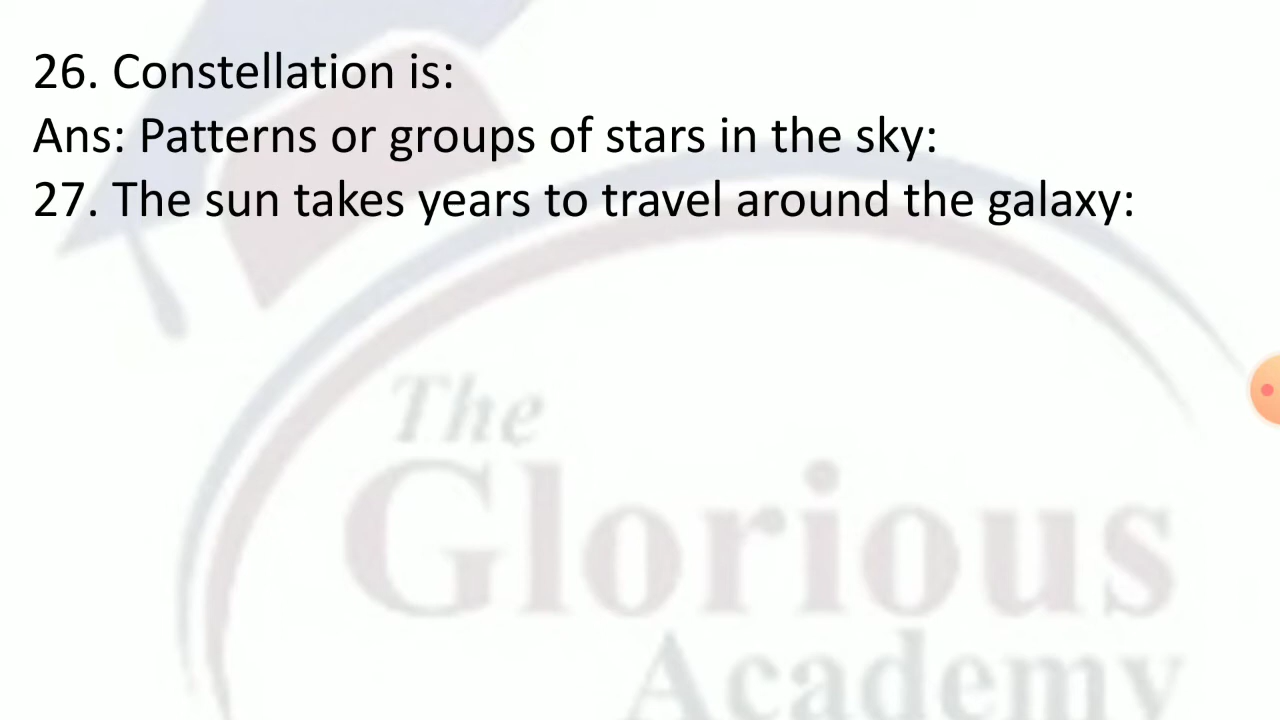 26. Constellation is:
Ans: Patterns or groups of stars in the sky:
27. The sun takes years to travel around the galaxy:
The
Glorious
Academy